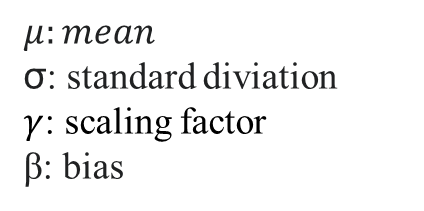 μ: mean
σ: standard diviation
γ: scaling factor
β: bias